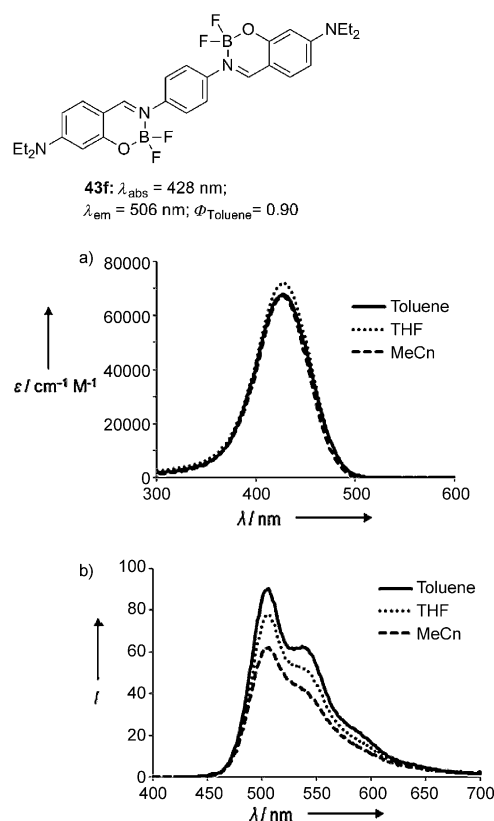 F
F B O NEt₂
N
N
Et₂N O B F
F
43f: λabs = 428 nm;
λem = 506 nm; ΦToluene = 0.90
a)
80000
60000
40000
20000
0
ε / cm⁻¹ M⁻¹
Toluene
THF
MeCn
300 400 500 600
λ / nm
b)
100
80
60
40
20
0
I
Toluene
THF
MeCn
400 450 500 550 600 650 700
λ / nm